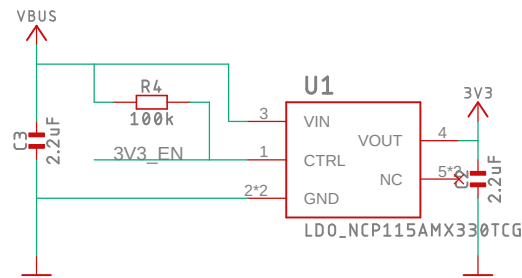 VBUS
R4
100k
C3
2.2uF
3V3_EN
U1
3
VIN
1
CTRL
2*2
GND
VOUT
4
NC
5*2
3V3
C2
2.2uF
LDO_NCP115AMX330TCG